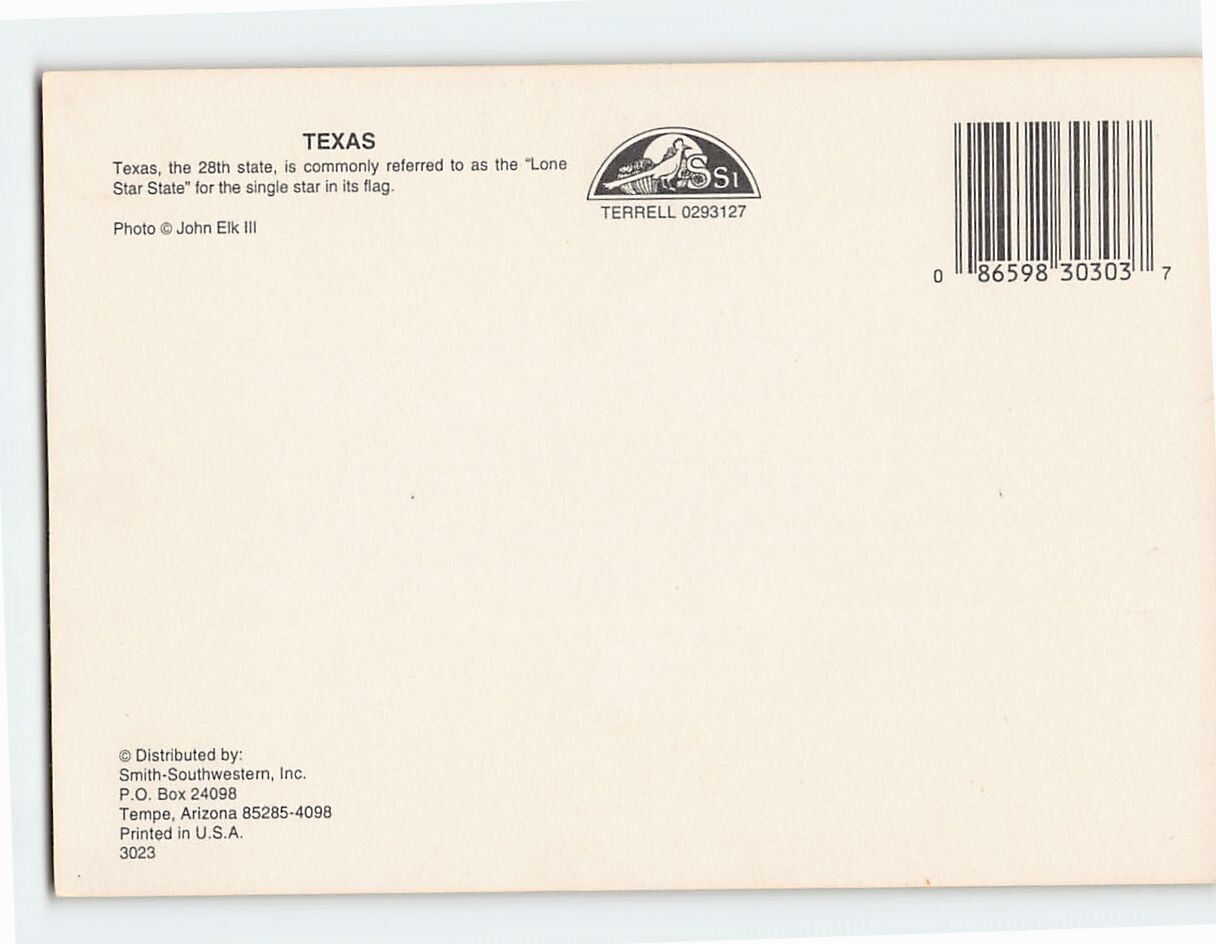 TEXAS
Texas, the 28th state, is commonly referred to as the “Lone
Star State” for the single star in its flag.
Photo © John Elk III
SSI
TERRELL 0293127
0 86598 30303 7
© Distributed by:
Smith-Southwestern, Inc.
P.O. Box 24098
Tempe, Arizona 85285-4098
Printed in U.S.A.
3023